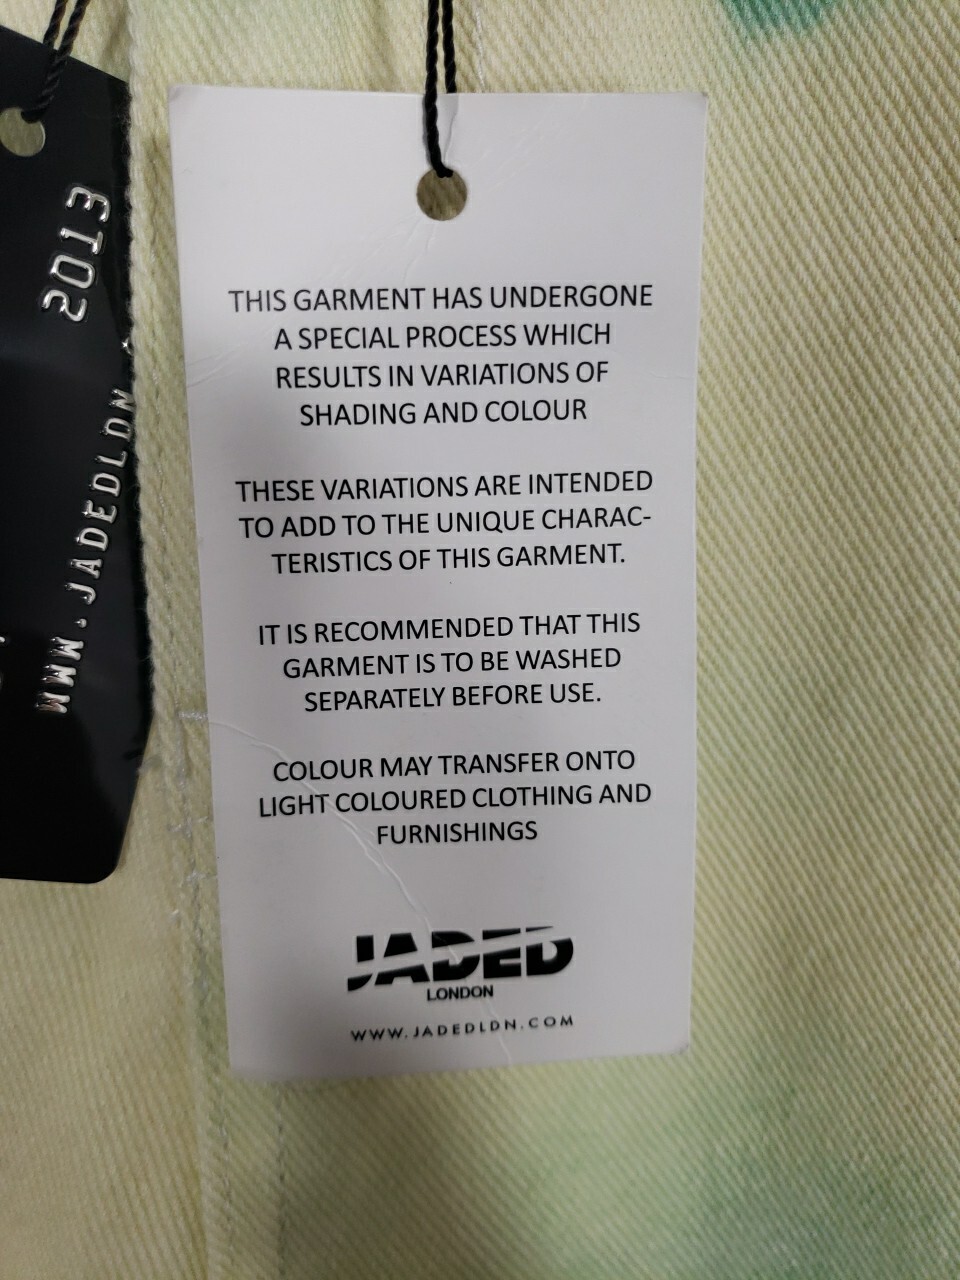 2013
WWW.JADEDLDN
THIS GARMENT HAS UNDERGONE
A SPECIAL PROCESS WHICH
RESULTS IN VARIATIONS OF
SHADING AND COLOUR
THESE VARIATIONS ARE INTENDED
TO ADD TO THE UNIQUE CHARAC-
TERISTICS OF THIS GARMENT.
IT IS RECOMMENDED THAT THIS
GARMENT IS TO BE WASHED
SEPARATELY BEFORE USE.
COLOUR MAY TRANSFER ONTO
LIGHT COLOURED CLOTHING AND
FURNISHINGS
JADED
LONDON
WWW.JADEDLDN.COM